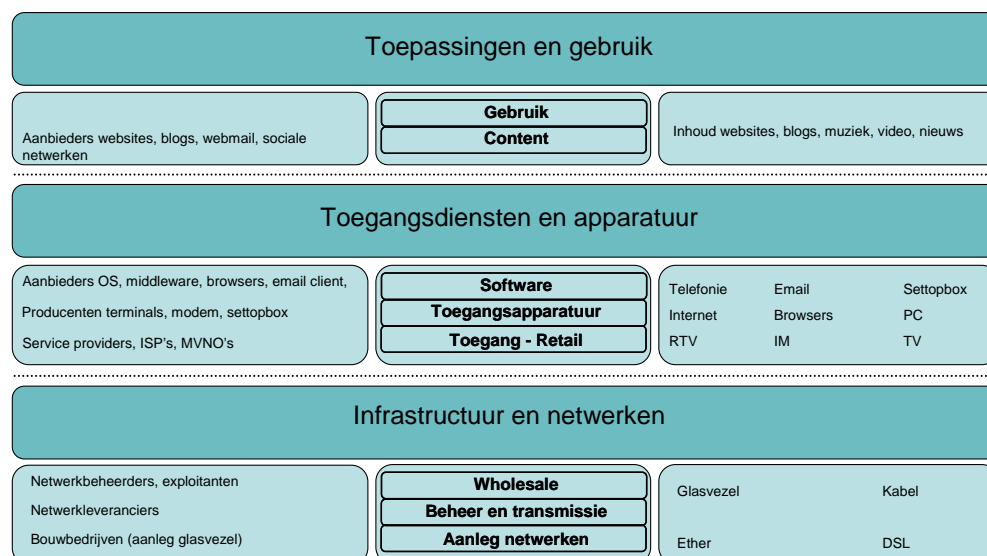 Toepassingen en gebruik
Aanbieders websites, blogs, webmail, sociale
netwerken
Gebruik
Content
Inhoud websites, blogs, muziek, video, nieuws
Toegangsdiensten en apparatuur
Aanbieders OS, middleware, browsers, email client,
Producenten terminals, modem, settopbox
Service providers, ISP's, MVNO's
Software
Toegangsapparatuur
Toegang - Retail
Telefonie Email Settopbox
Internet Browsers PC
RTV IM TV
Infrastructuur en netwerken
Netwerkbeheerders, exploitanten
Netwerkleveranciers
Bouwbedrijven (aanleg glasvezel)
Wholesale
Beheer en transmissie
Aanleg netwerken
Glasvezel Kabel
Ether DSL